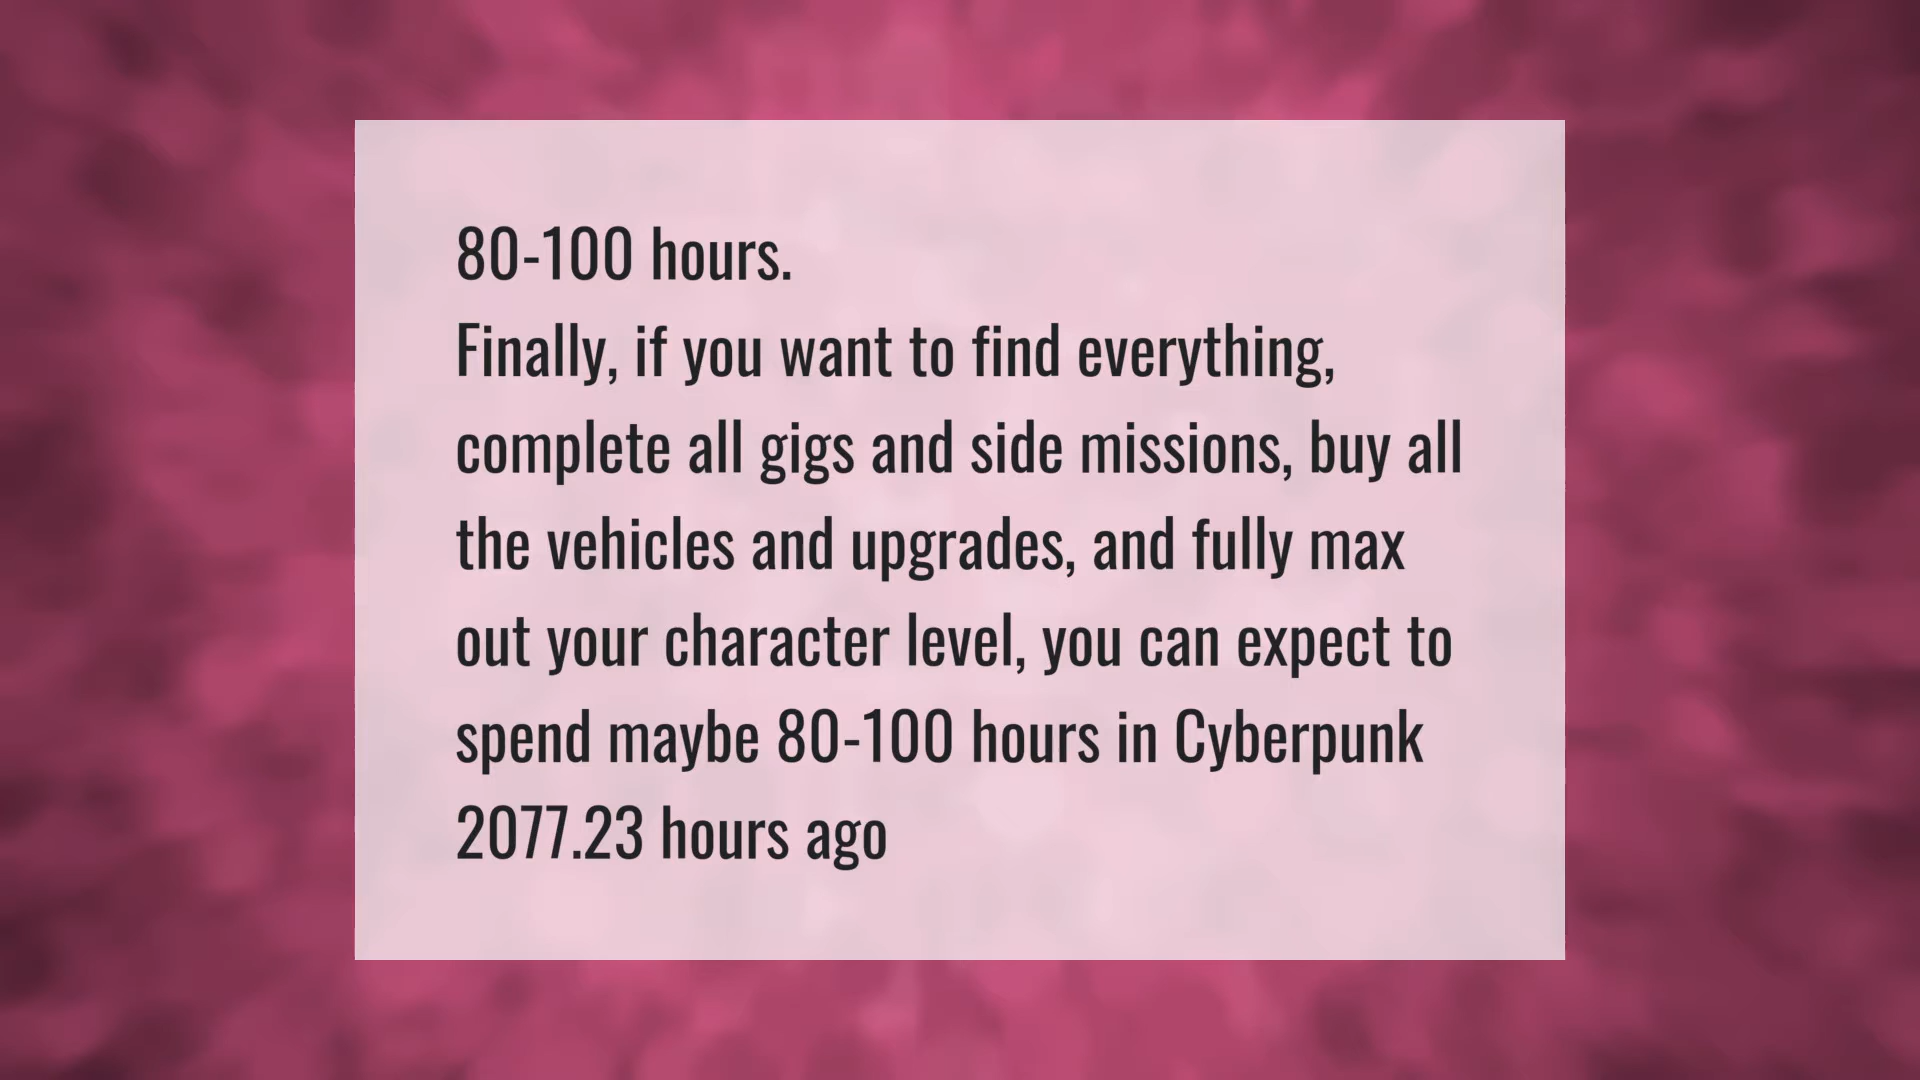 80-100 hours.
Finally, if you want to find everything,
complete all gigs and side missions, buy all
the vehicles and upgrades, and fully max
out your character level, you can expect to
spend maybe 80-100 hours in Cyberpunk
2077.23 hours ago